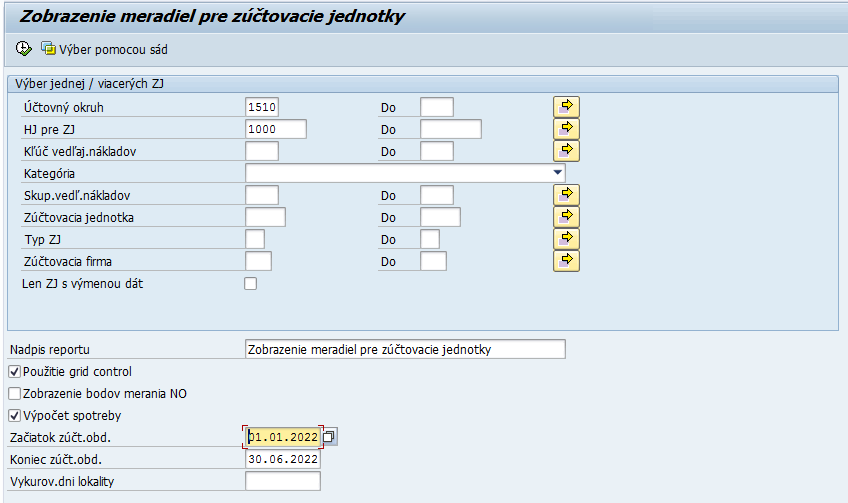 Zobrazenie meradiel pre zúčtovacie jednotky
Výber pomocou sád
Výber jednej / viacerých ZJ
Účtovný okruh 1510 Do
HJ pre ZJ 1000 Do
Kľúč vedľaj.nákladov Do
Kategória
Skup.vedľ.nákladov Do
Zúčtovacia jednotka Do
Typ ZJ Do
Zúčtovacia firma Do
Len ZJ s výmenou dát
Nadpis reportu Zobrazenie meradiel pre zúčtovacie jednotky
Použitie grid control
Zobrazenie bodov merania NO
Výpočet spotreby
Začiatok zúčt.obd. 01.01.2022
Koniec zúčt.obd. 30.06.2022
Vykurov.dni lokality